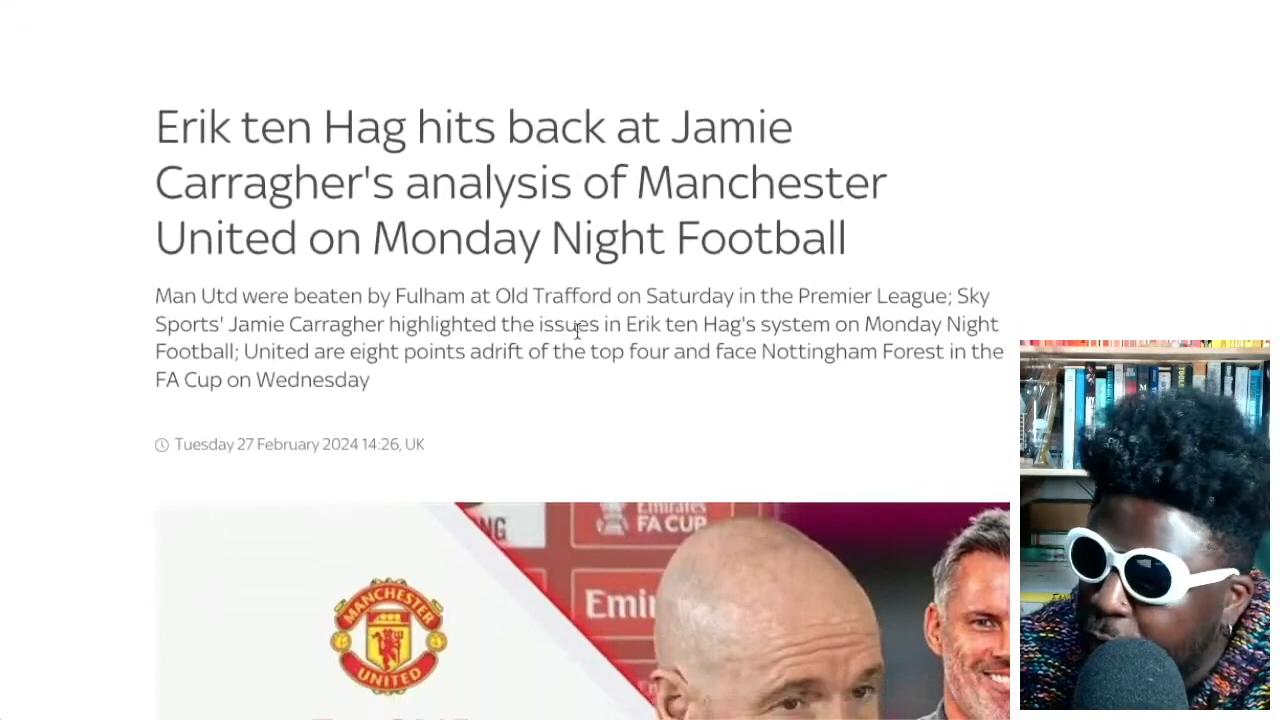 Erik ten Hag hits back at Jamie
Carragher's analysis of Manchester
United on Monday Night Football
Man Utd were beaten by Fulham at Old Trafford on Saturday in the Premier League; Sky
Sports' Jamie Carragher highlighted the issues in Erik ten Hag's system on Monday Night
Football; United are eight points adrift of the top four and face Nottingham Forest in the
FA Cup on Wednesday
Tuesday 27 February 2024 14:26, UK
Emirates
FA CUP
MANCHESTER
UNITED